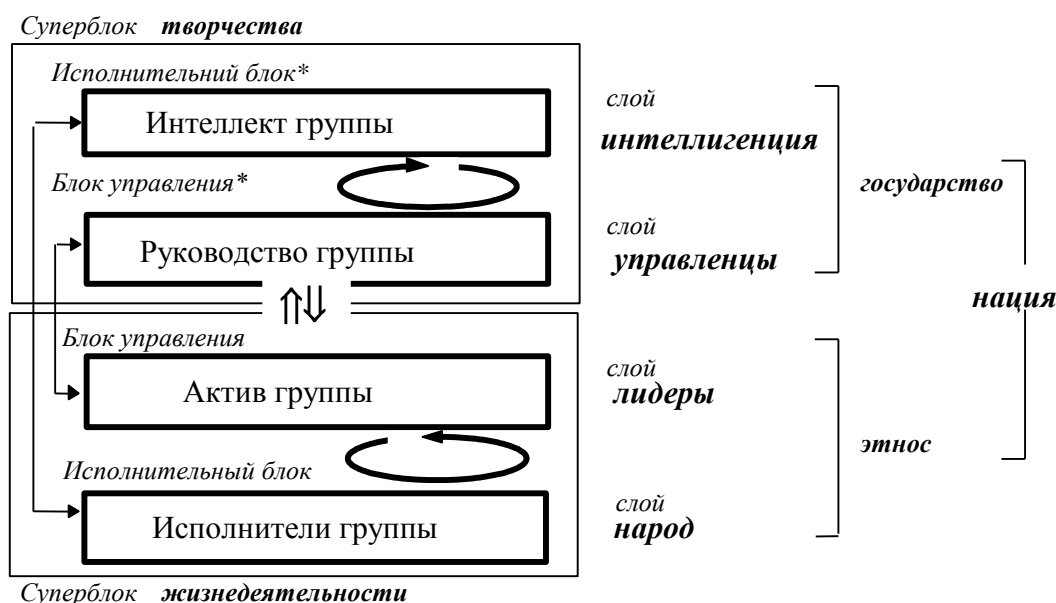 Суперблок творчества
Исполнительний блок*
Интеллект группы
слой
интеллигенция
Блок управления*
государство
Руководство группы
слой
управленцы
нация
Блок управления
Актив группы
слой
лидеры
этнос
Исполнительный блок
Исполнители группы
слой
народ
Суперблок жизнедеятельности